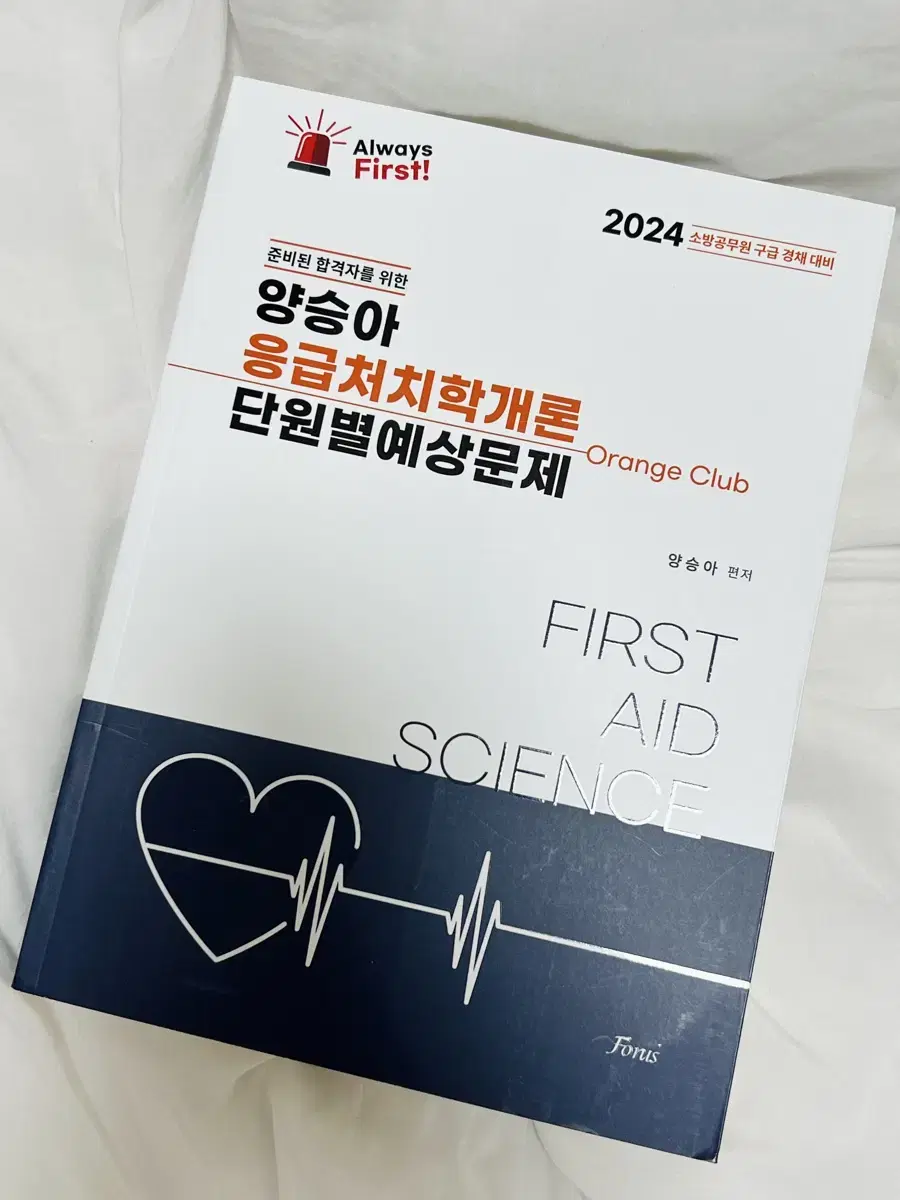 Always
First!
2024 소방공무원 구급 경채 대비
준비된 합격자를 위한
양승아
응급처치학개론
단원별예상문제
Orange Club
양승아 편저
FIRST
AID
SCIENCE
Forus